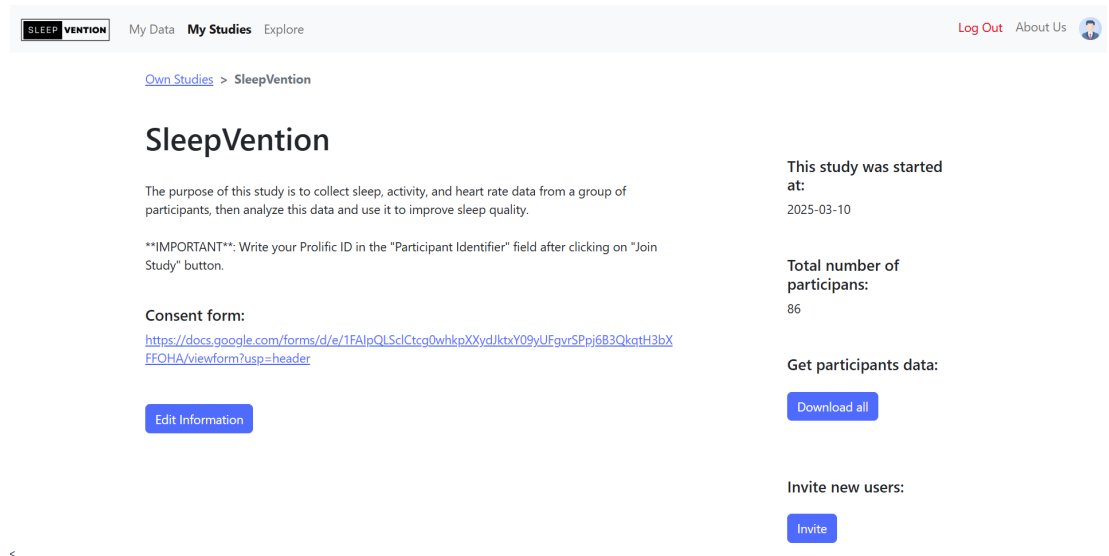 SLEEP VENTION My Data My Studies Explore Log Out About Us
Own Studies > SleepVention
SleepVention
The purpose of this study is to collect sleep, activity, and heart rate data from a group of
participants, then analyze this data and use it to improve sleep quality.
**IMPORTANT**: Write your Prolific ID in the "Participant Identifier" field after clicking on "Join
Study" button.
Consent form:
https://docs.google.com/forms/d/e/1FAIpQLSclCtcg0whkpXXydJktxY09yUFgvrSPpj6B3QkqtH3bX
FFOHA/viewform?usp=header
Edit Information
This study was started
at:
2025-03-10
Total number of
participans:
86
Get participants data:
Download all
Invite new users:
Invite
<